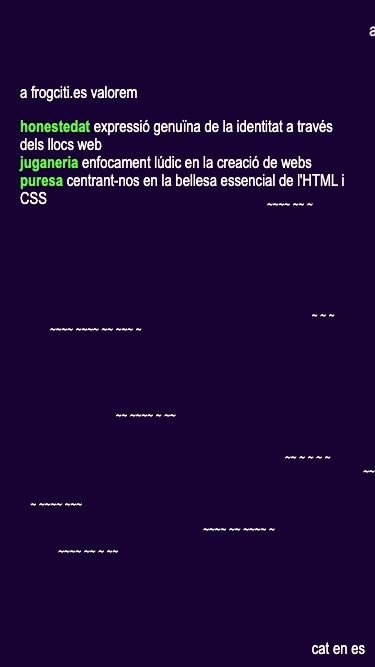 a
a frogciti.es valorem
honestedat expressió genuïna de la identitat a través
dels llocs web
juganeria enfocament lúdic en la creació de webs
puresa centrant-nos en la bellesa essencial de l'HTML i
CSS
~~~~ ~~ ~
~ ~ ~
~~~~ ~~~~ ~~ ~~~ ~
~~ ~~~~ ~ ~~
~~ ~ ~ ~ ~
~~
~ ~~~~ ~~~
~~~~ ~~ ~~~~ ~
~~~~ ~~ ~ ~~
cat en es